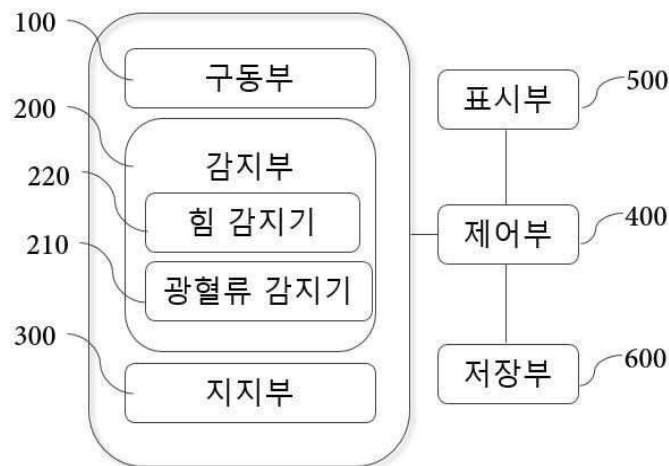 100
구동부
표시부
500
200
감지부
220
힘 감지기
제어부
400
210
광혈류 감지기
300
지지부
저장부
600